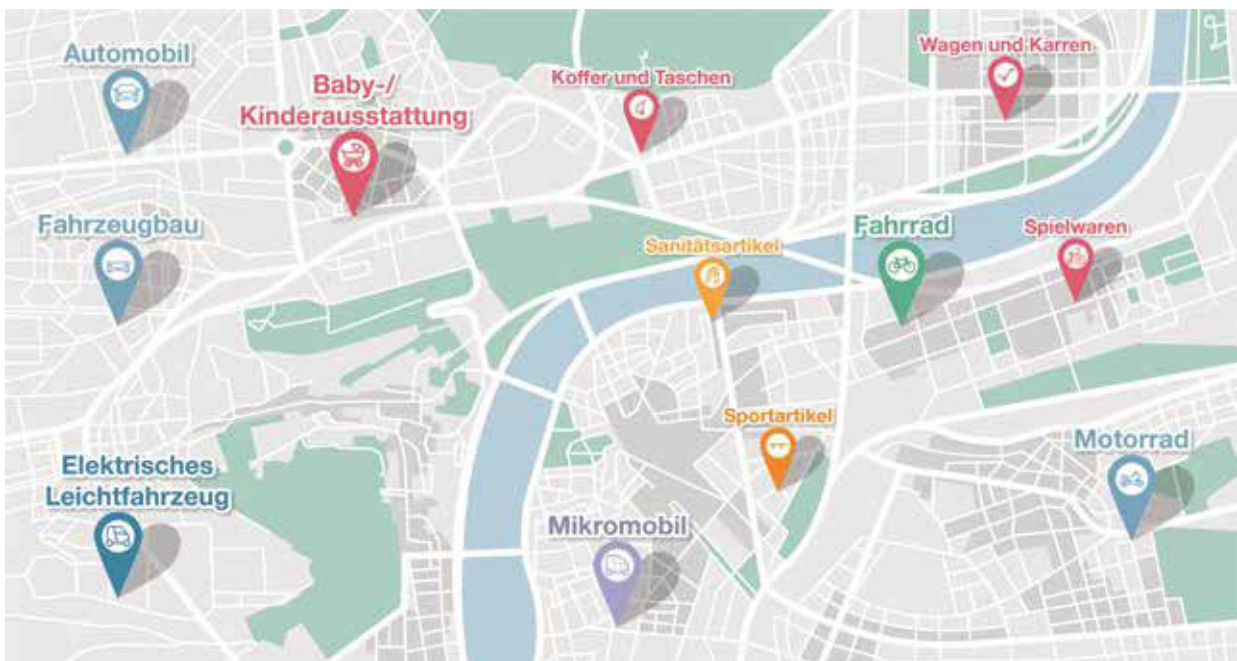 Automobil
Baby-/
Kinderausstattung
Koffer und Taschen
Wagen und Karren
Fahrzeugbau
Sanitätsartikel
Fahrrad
Spielwaren
Sportartikel
Motorrad
Elektrisches
Leichtfahrzeug
Mikromobil